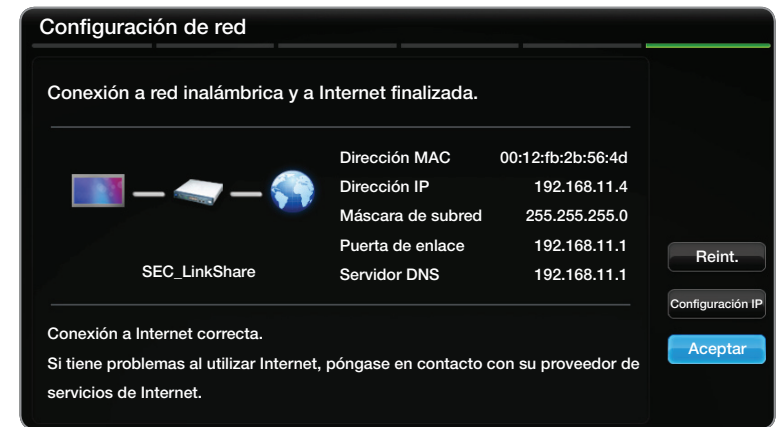 Configuración de red
Conexión a red inalámbrica y a Internet finalizada.
Dirección MAC 00:12:fb:2b:56:4d
Dirección IP 192.168.11.4
Máscara de subred 255.255.255.0
Puerta de enlace 192.168.11.1
Servidor DNS 192.168.11.1
SEC_LinkShare
Conexión a Internet correcta.
Si tiene problemas al utilizar Internet, póngase en contacto con su proveedor de
servicios de Internet.
Reint.
Configuración IP
Aceptar